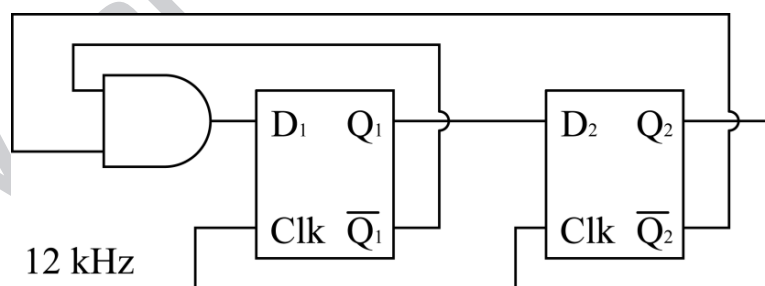 D₁ Q₁
D₂ Q₂
Clk Q̅₁
Clk Q̅₂
12 kHz